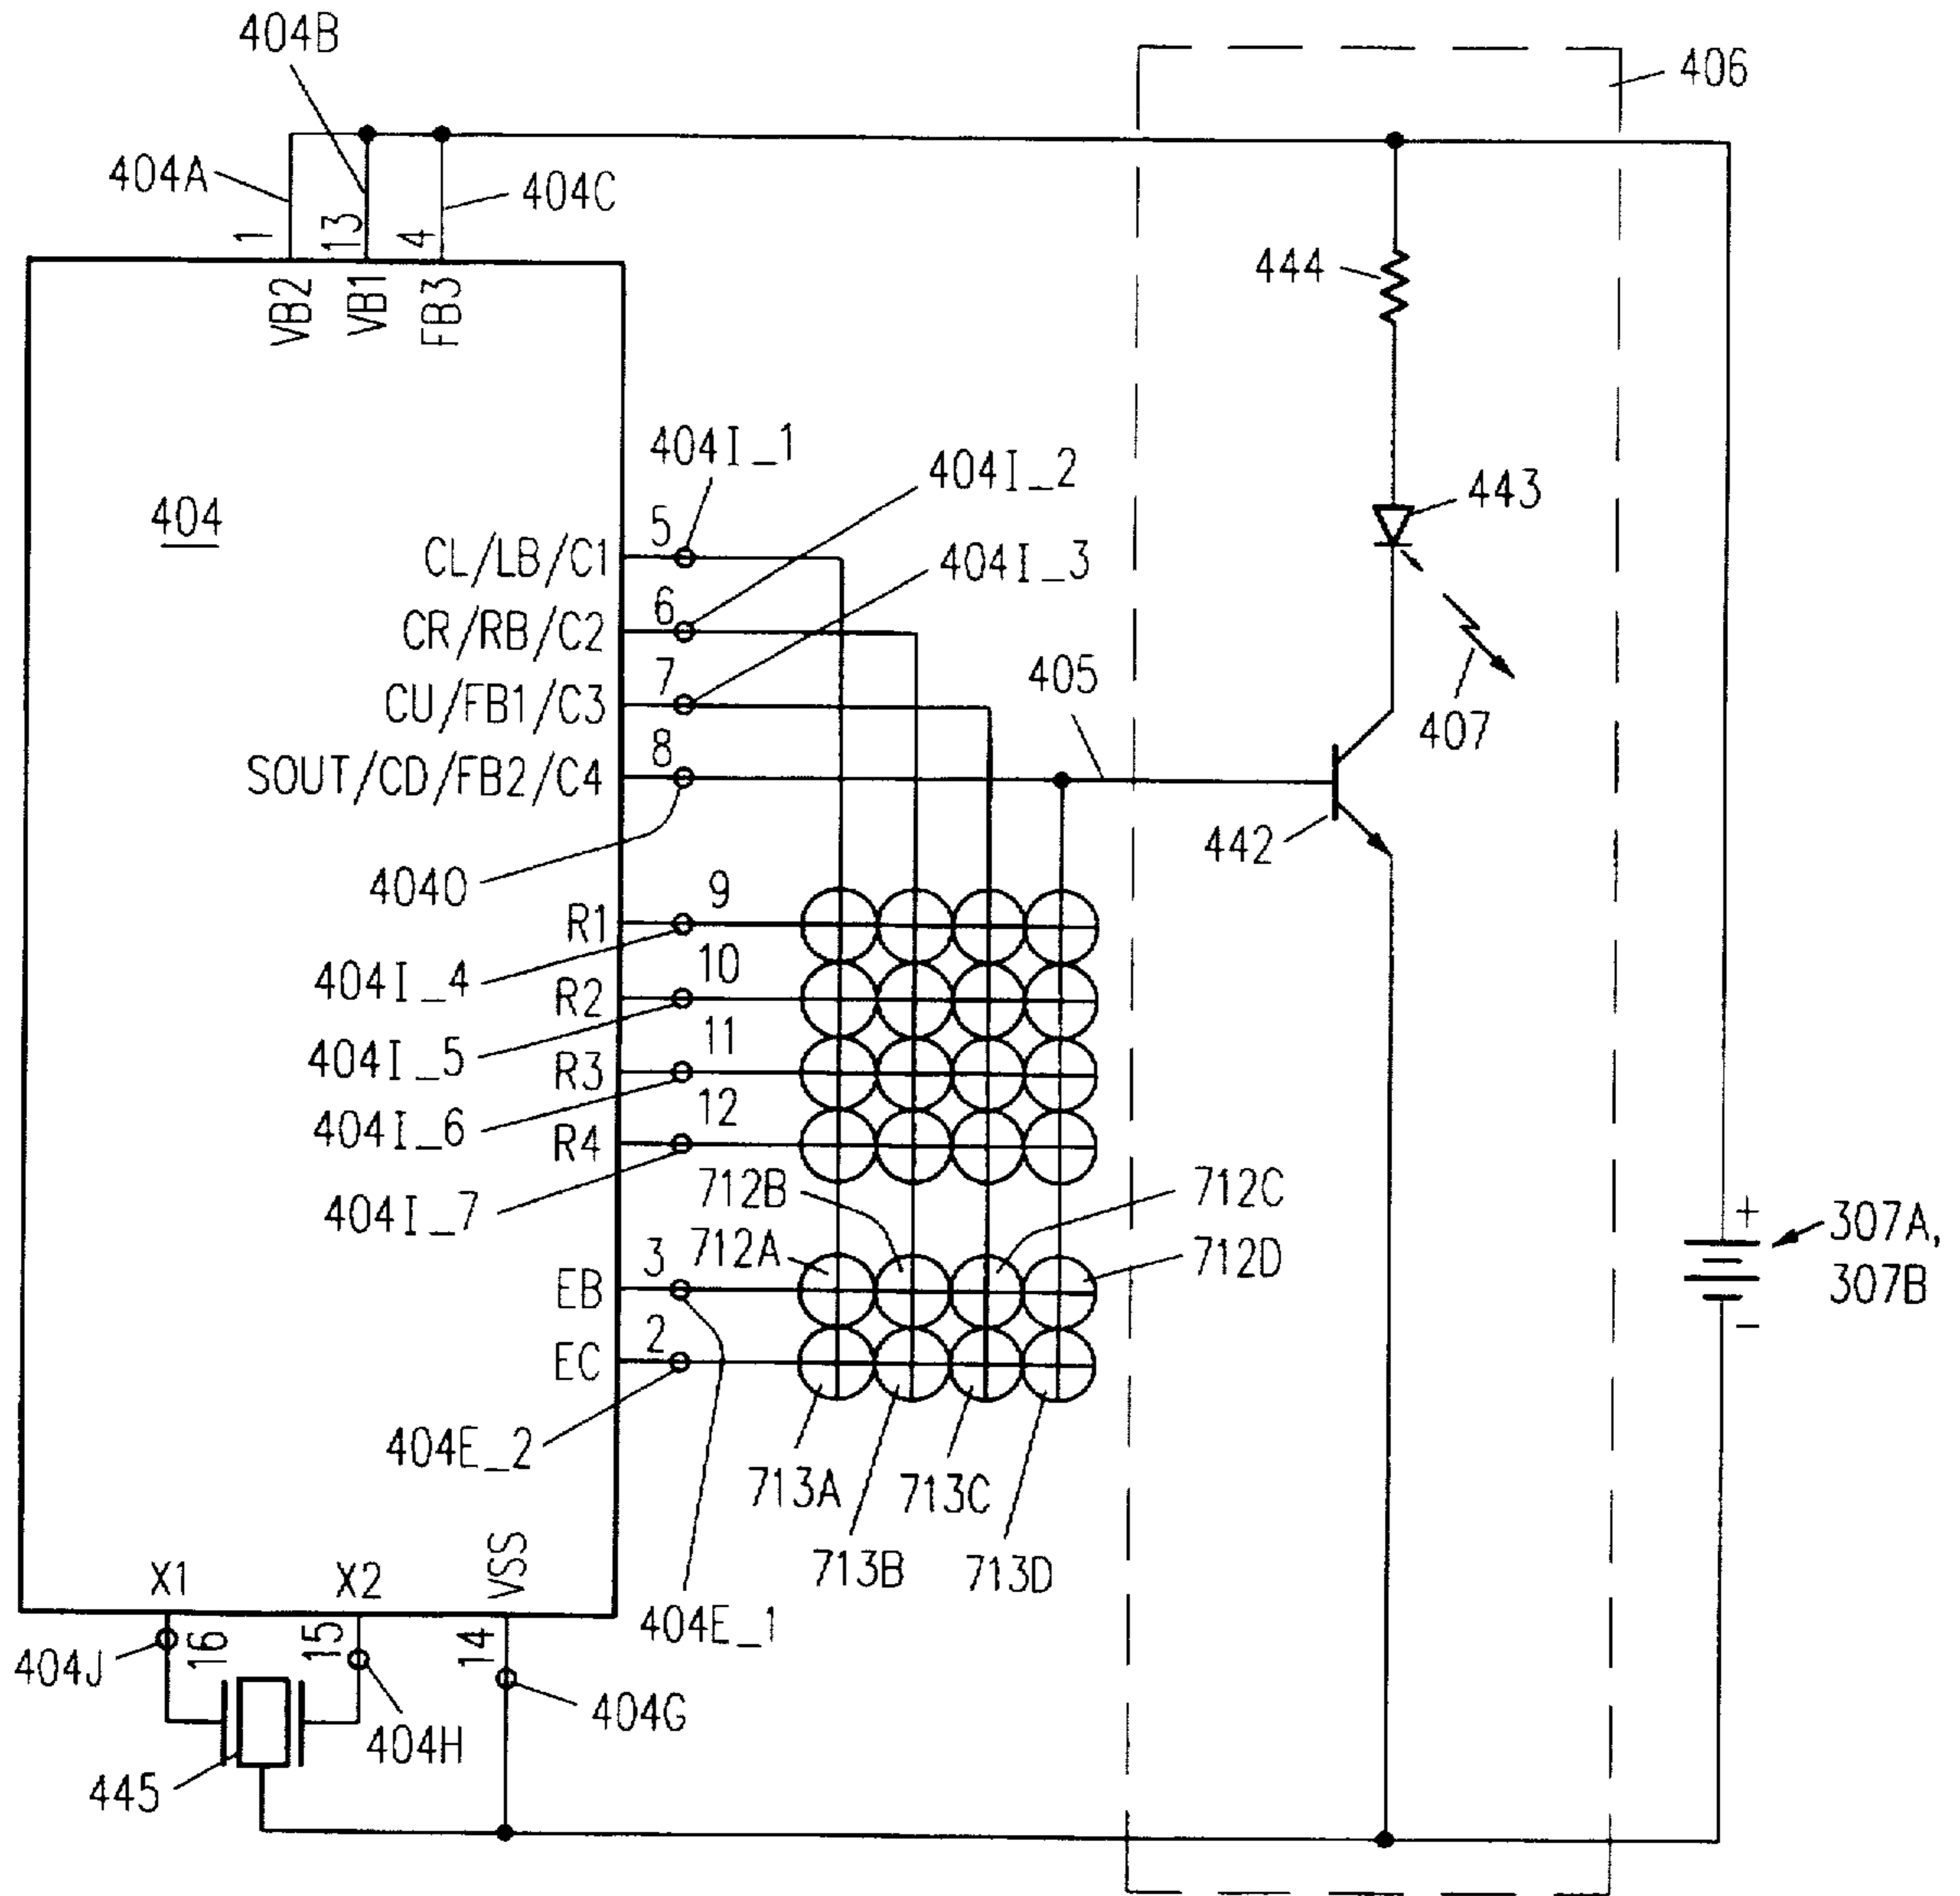 404B
406
404A
404C
1
13
4
VB2
VB1
FB3
444
404I_1
404I_2
443
404
5
CL/LB/C1
404I_3
6
CR/RB/C2
7
405
CU/FB1/C3
407
8
SOUT/CD/FB2/C4
442
4040
9
R1
404I_4
10
R2
404I_5
11
R3
404I_6
12
R4
712B
712C
404I_7
+
307A,
3
712A
712D
EB
307B
2
−
EC
404E_2
713A
713C
713B
713D
X1
X2
VSS
404E_1
16
15
14
404J
404G
404H
445